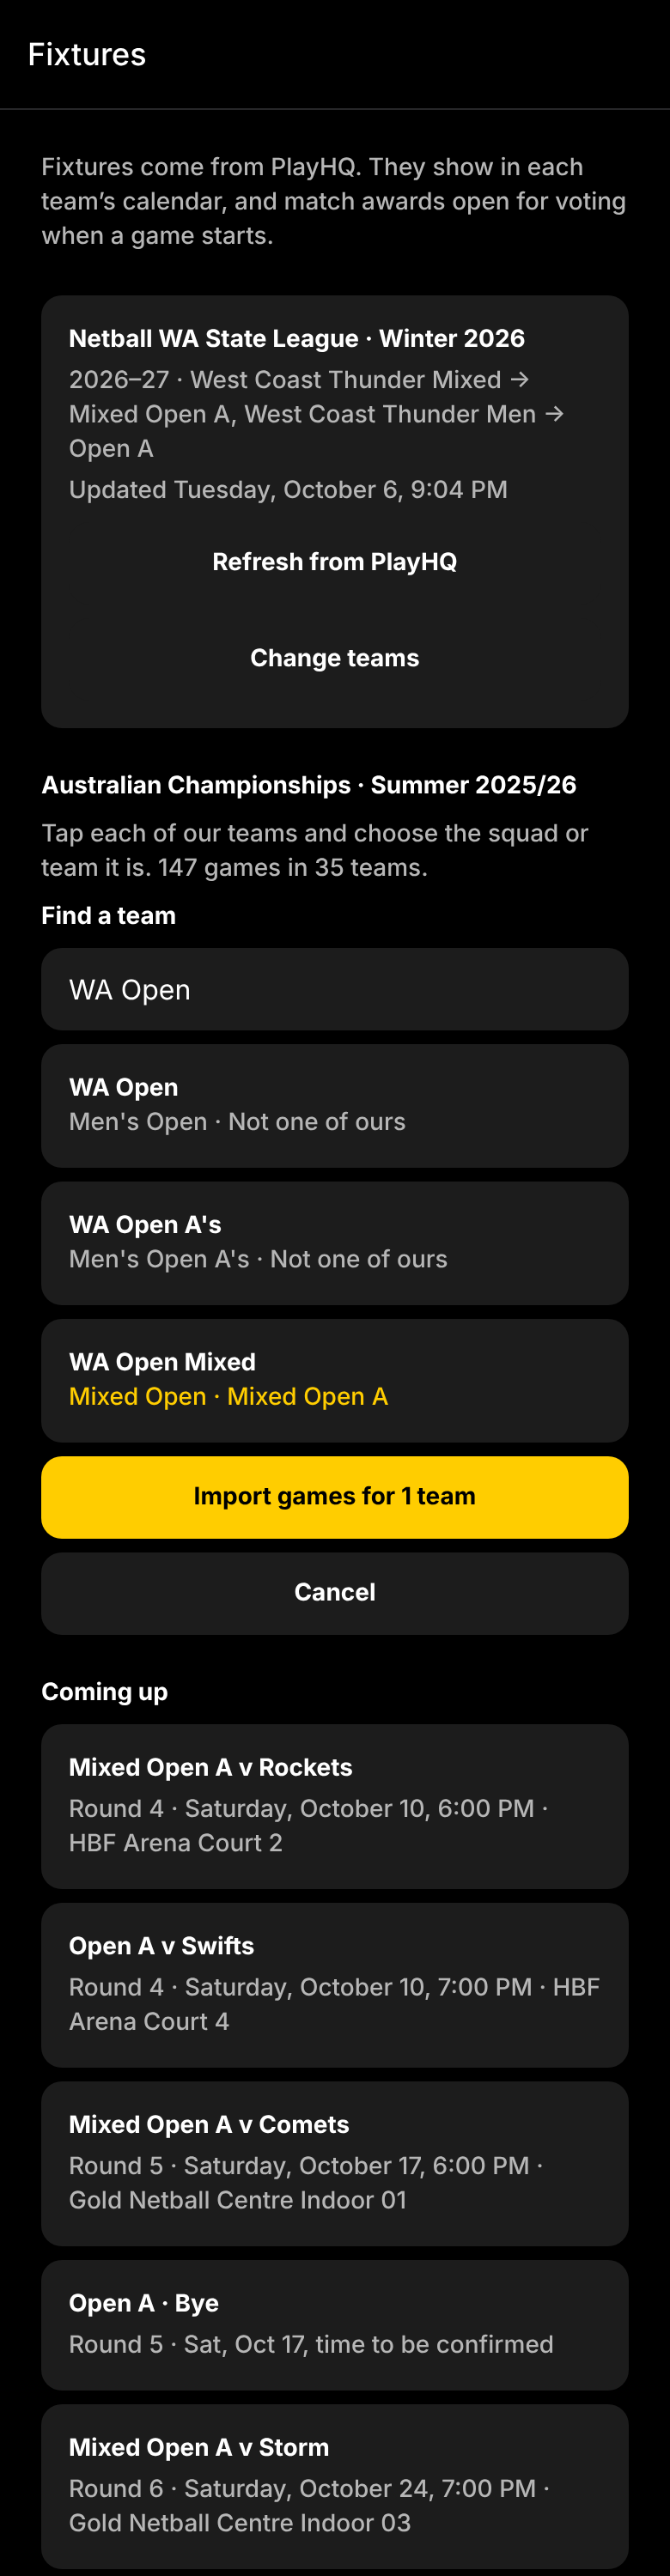 Fixtures
Fixtures come from PlayHQ. They show in each
team’s calendar, and match awards open for voting
when a game starts.
Netball WA State League · Winter 2026
2026–27 · West Coast Thunder Mixed →
Mixed Open A, West Coast Thunder Men →
Open A
Updated Tuesday, October 6, 9:04 PM
Refresh from PlayHQ
Change teams
Australian Championships · Summer 2025/26
Tap each of our teams and choose the squad or
team it is. 147 games in 35 teams.
Find a team
WA Open
WA Open
Men's Open · Not one of ours
WA Open A's
Men's Open A's · Not one of ours
WA Open Mixed
Mixed Open · Mixed Open A
Import games for 1 team
Cancel
Coming up
Mixed Open A v Rockets
Round 4 · Saturday, October 10, 6:00 PM ·
HBF Arena Court 2
Open A v Swifts
Round 4 · Saturday, October 10, 7:00 PM · HBF
Arena Court 4
Mixed Open A v Comets
Round 5 · Saturday, October 17, 6:00 PM ·
Gold Netball Centre Indoor 01
Open A · Bye
Round 5 · Sat, Oct 17, time to be confirmed
Mixed Open A v Storm
Round 6 · Saturday, October 24, 7:00 PM ·
Gold Netball Centre Indoor 03